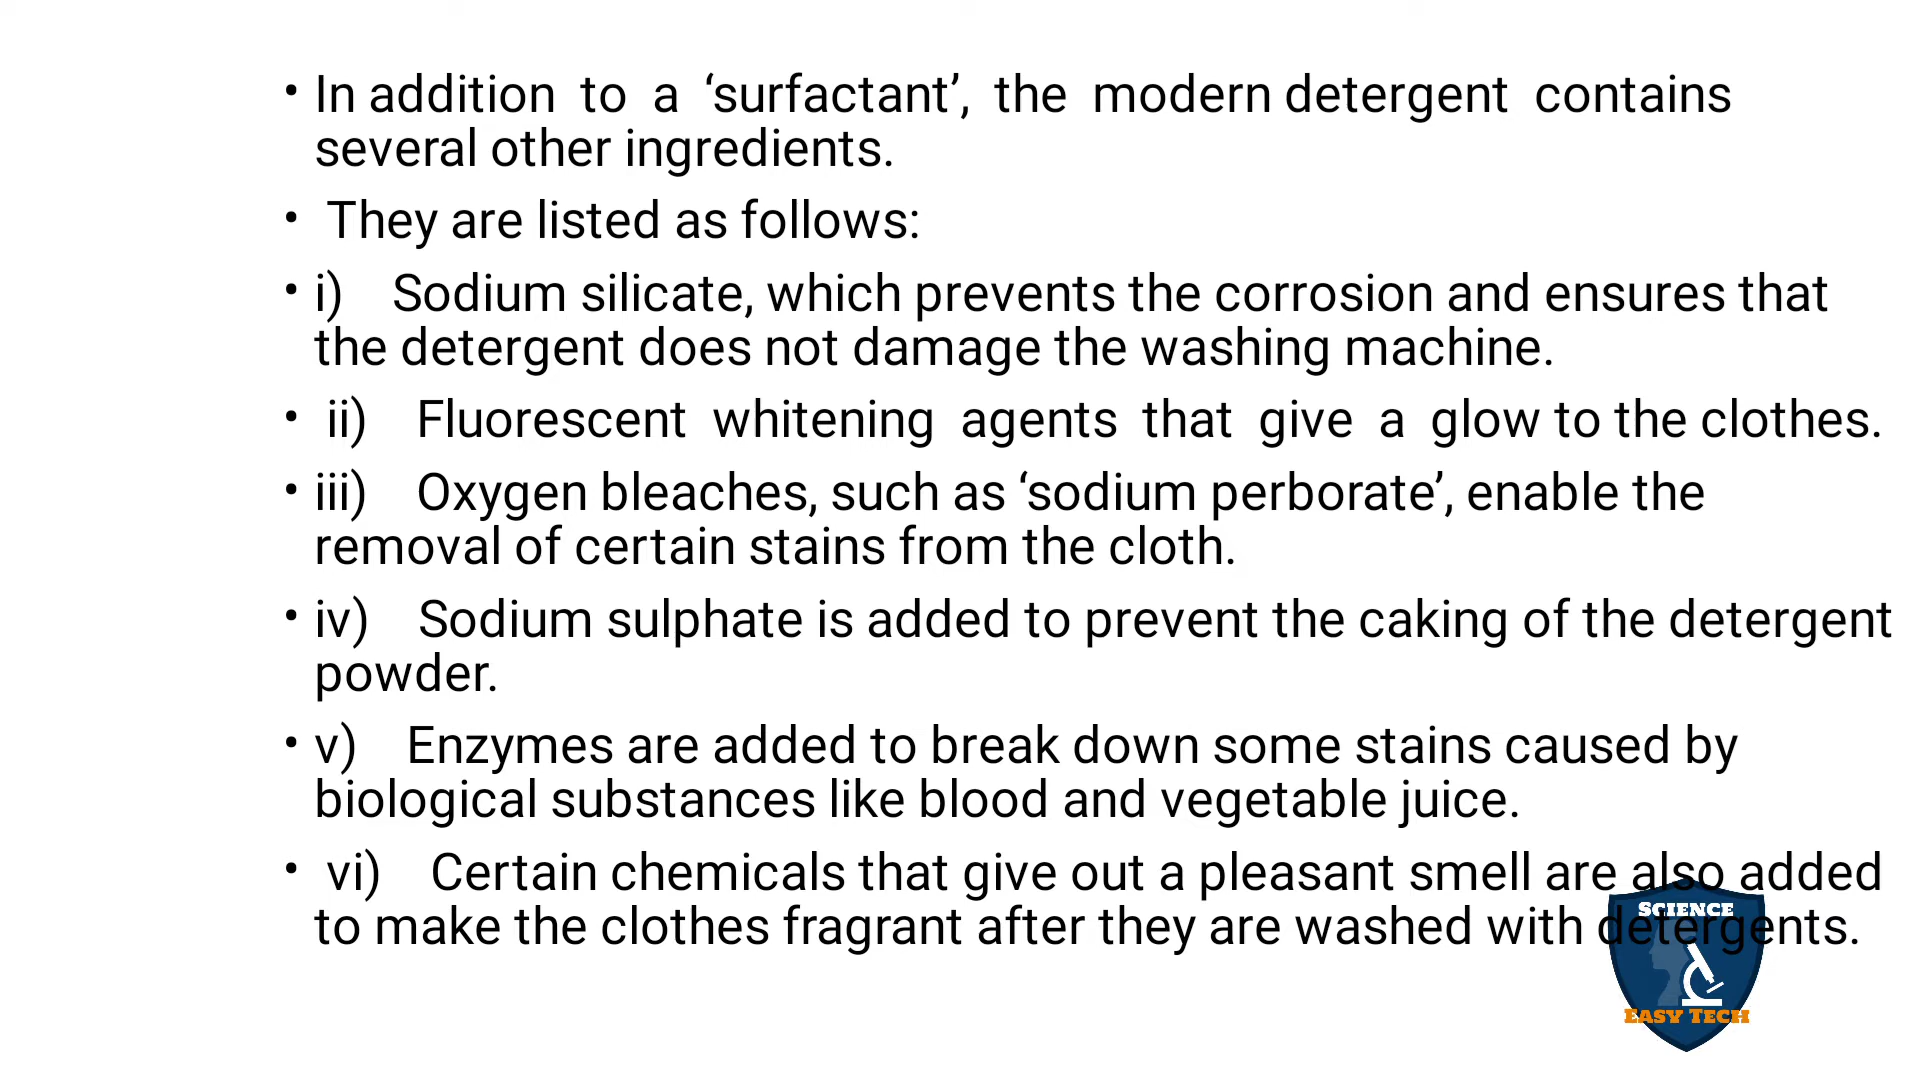 • In addition to a ‘surfactant’, the modern detergent contains
several other ingredients.
• They are listed as follows:
• i) Sodium silicate, which prevents the corrosion and ensures that
the detergent does not damage the washing machine.
• ii) Fluorescent whitening agents that give a glow to the clothes.
• iii) Oxygen bleaches, such as ‘sodium perborate’, enable the
removal of certain stains from the cloth.
• iv) Sodium sulphate is added to prevent the caking of the detergent
powder.
• v) Enzymes are added to break down some stains caused by
biological substances like blood and vegetable juice.
• vi) Certain chemicals that give out a pleasant smell are also added
to make the clothes fragrant after they are washed with detergents.
SCIENCE
EASY TECH